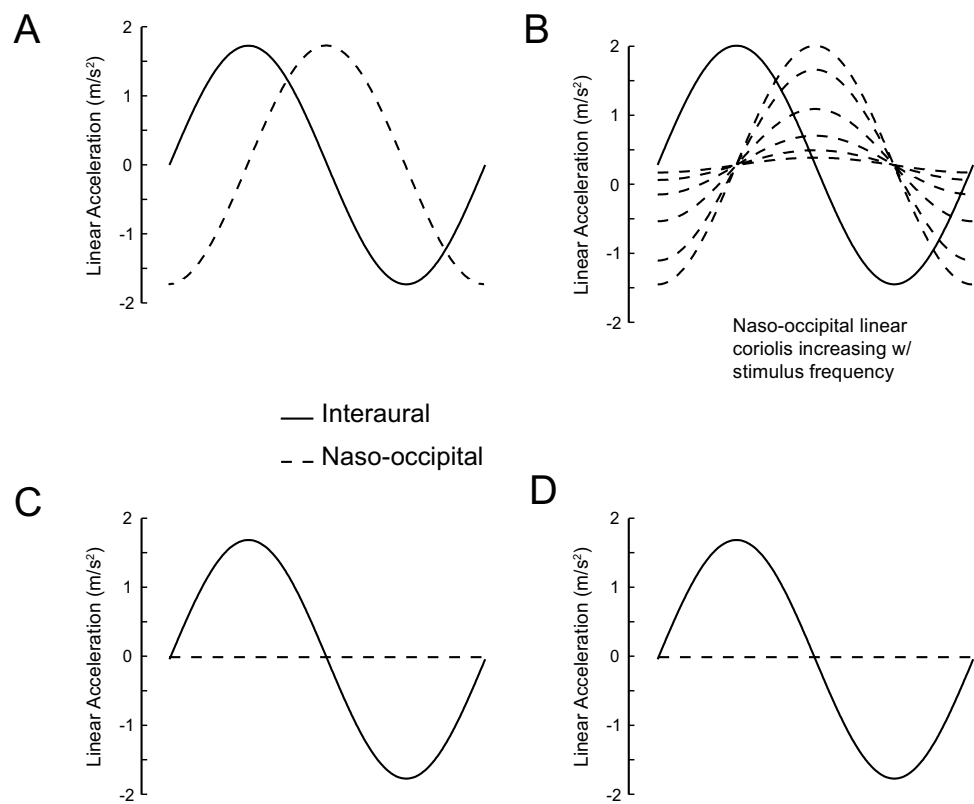 A
Linear Acceleration (m/s²)
2
1
0
-1
-2
B
Linear Acceleration (m/s²)
2
1
0
-1
-2
Naso-occipital linear
coriolis increasing w/
stimulus frequency
Interaural
Naso-occipital
C
Linear Acceleration (m/s²)
2
1
0
-1
-2
D
Linear Acceleration (m/s²)
2
1
0
-1
-2